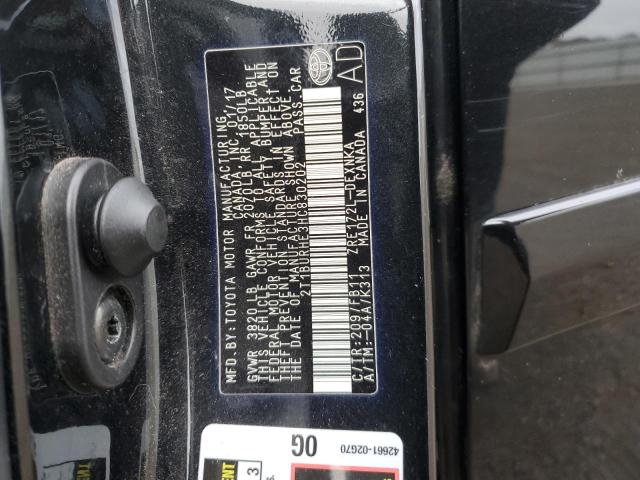 MFD.BY:TOYOTA MOTOR MANUFACTURING,
CANADA, INC. 01/17
GVWR 3820LB GAWR FR 2070LB RR 1850LB
THIS VEHICLE CONFORMS TO ALL APPLICABLE
FEDERAL MOTOR VEHICLE SAFETY, BUMPER, AND
THEFT PREVENTION STANDARDS IN EFFECT ON
THE DATE OF MANUFACTURE SHOWN ABOVE.
2T1BURHE3HC830202 PASS.CAR
C/TR:209/FB11 ZRE172L-DEXNKA
A/TM:-04A/K313 MADE IN CANADA 436
AD
0G
42661-02G70
3